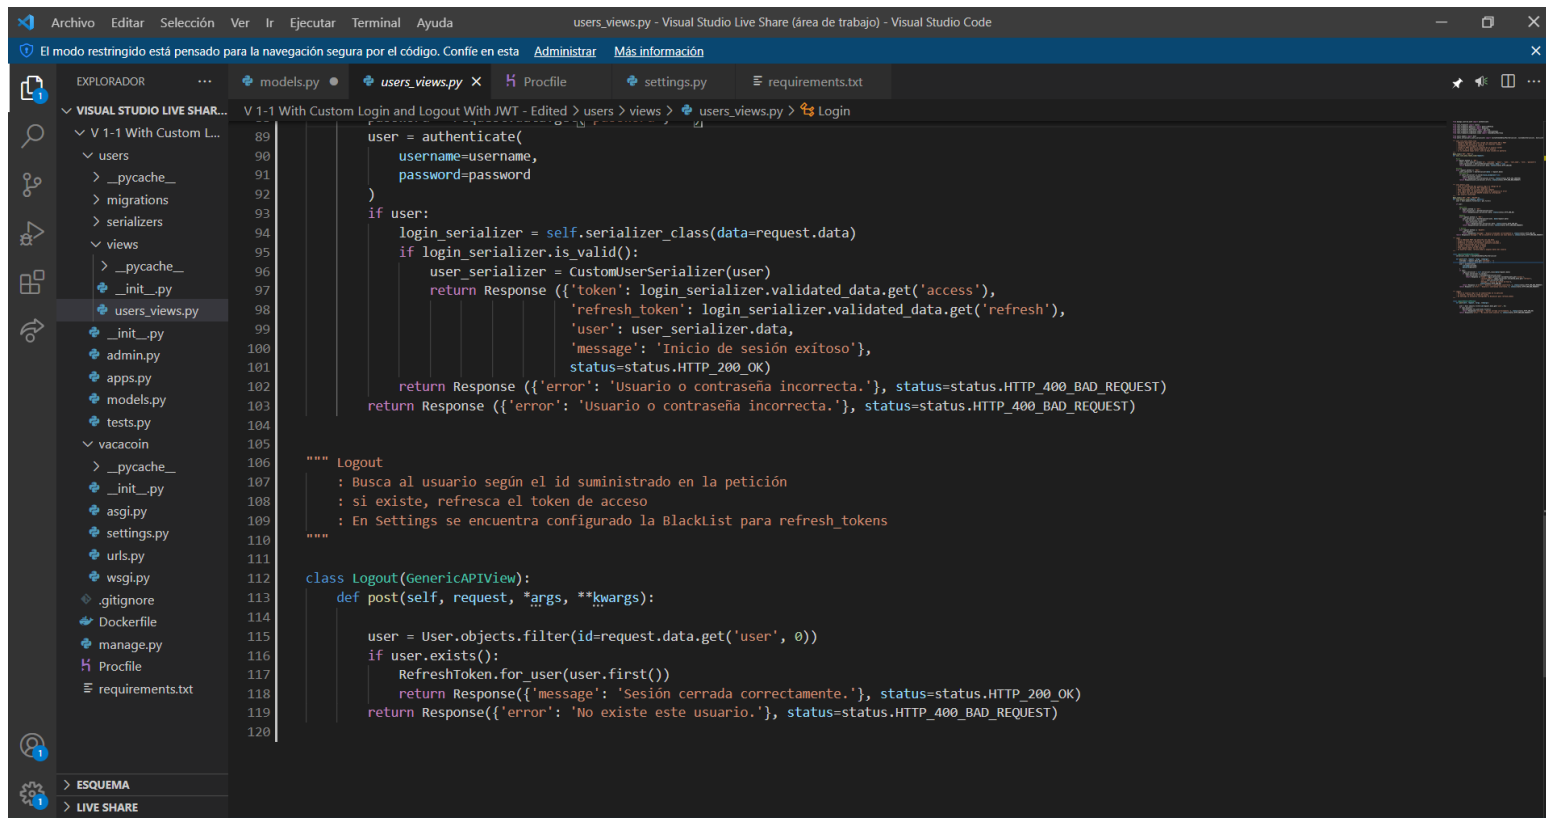 Archivo Editar Selección Ver Ir Ejecutar Terminal Ayuda users_views.py - Visual Studio Live Share (área de trabajo) - Visual Studio Code
El modo restringido está pensado para la navegación segura por el código. Confíe en esta Administrar Más información
EXPLORADOR
models.py users_views.py Procfile settings.py requirements.txt
V 1-1 With Custom Login and Logout With JWT - Edited > users > views > users_views.py > Login
VISUAL STUDIO LIVE SHAR...
V 1-1 With Custom L...
users
__pycache__
migrations
serializers
views
__pycache__
__init__.py
users_views.py
__init__.py
admin.py
apps.py
models.py
tests.py
vacacoin
__pycache__
__init__.py
asgi.py
settings.py
urls.py
wsgi.py
.gitignore
Dockerfile
manage.py
Procfile
requirements.txt
ESQUEMA
LIVE SHARE
89 user = authenticate(
90 username=username,
91 password=password
92 )
93 if user:
94 login_serializer = self.serializer_class(data=request.data)
95 if login_serializer.is_valid():
96 user_serializer = CustomUserSerializer(user)
97 return Response ({'token': login_serializer.validated_data.get('access'),
98 'refresh_token': login_serializer.validated_data.get('refresh'),
99 'user': user_serializer.data,
100 'message': 'Inicio de sesión exítoso'},
101 status=status.HTTP_200_OK)
102 return Response ({'error': 'Usuario o contraseña incorrecta.'}, status=status.HTTP_400_BAD_REQUEST)
103 return Response ({'error': 'Usuario o contraseña incorrecta.'}, status=status.HTTP_400_BAD_REQUEST)
104
105
106 """ Logout
107 : Busca al usuario según el id suministrado en la petición
108 : si existe, refresca el token de acceso
109 : En Settings se encuentra configurado la BlackList para refresh_tokens
110 """
111
112 class Logout(GenericAPIView):
113 def post(self, request, *args, **kwargs):
114
115 user = User.objects.filter(id=request.data.get('user', 0))
116 if user.exists():
117 RefreshToken.for_user(user.first())
118 return Response({'message': 'Sesión cerrada correctamente.'}, status=status.HTTP_200_OK)
119 return Response({'error': 'No existe este usuario.'}, status=status.HTTP_400_BAD_REQUEST)
120
1
1
1